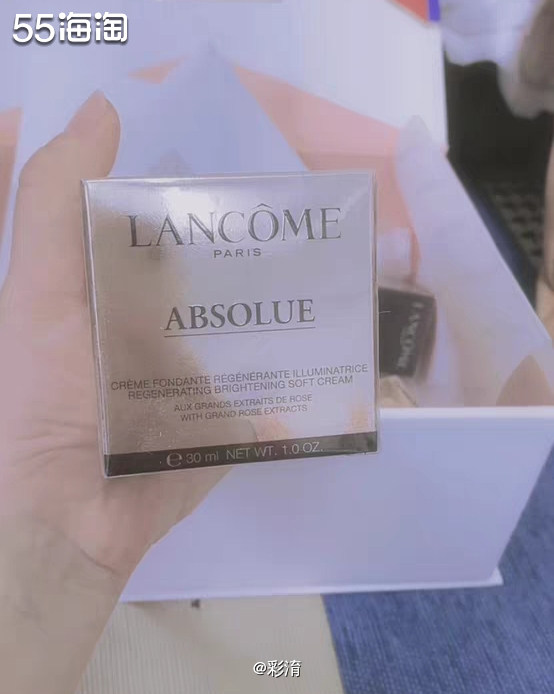 55海淘
LANCÔME
PARIS
ABSOLUE
CRÈME FONDANTE RÉGÉNÉRANTE ILLUMINATRICE
REGENERATING BRIGHTENING SOFT CREAM
AUX GRANDS EXTRAITS DE ROSE
WITH GRAND ROSE EXTRACTS
℮ 30 ml NET WT. 1.0 OZ.
LANCÔME
@彩淯